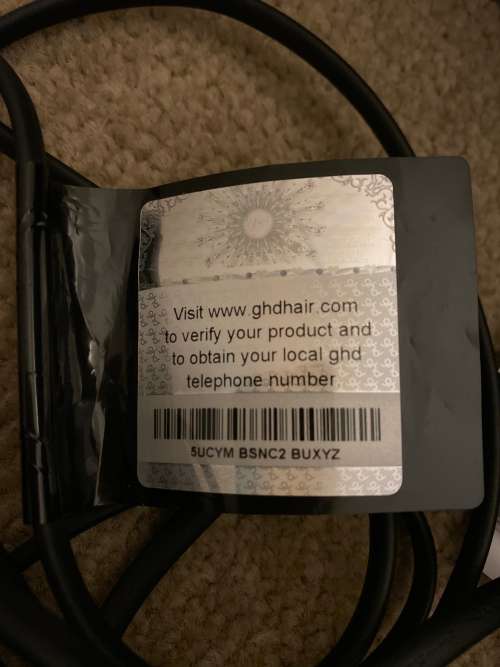 Visit www.ghdhair.com
to verify your product and
to obtain your local ghd
telephone number
5UCYM BSNC2 BUXYZ